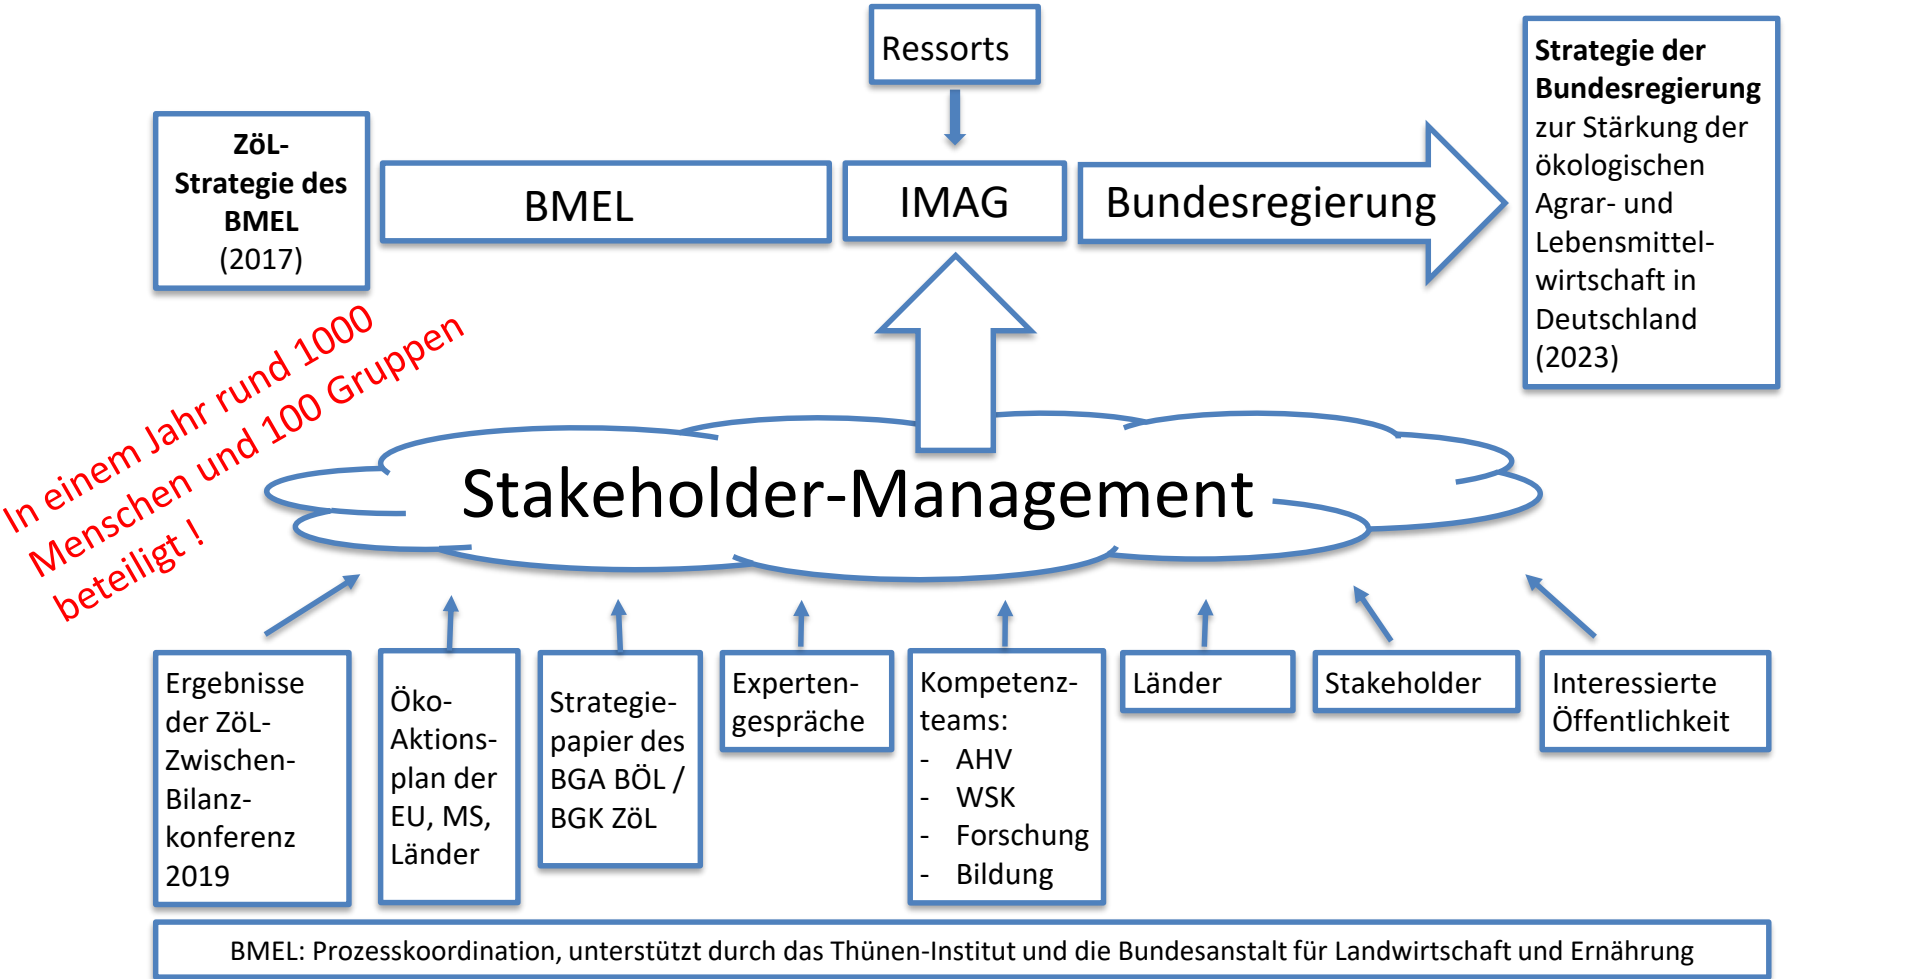 Ressorts
Strategie der
Bundesregierung
zur Stärkung der
ökologischen
Agrar- und
Lebensmittel-
wirtschaft in
Deutschland
(2023)
ZöL-
Strategie des
BMEL
(2017)
BMEL
IMAG
Bundesregierung
In einem Jahr rund 1000
Menschen und 100 Gruppen
beteiligt !
Stakeholder-Management
Ergebnisse
der ZöL-
Zwischen-
Bilanz-
konferenz
2019
Öko-
Aktions-
plan der
EU, MS,
Länder
Strategie-
papier des
BGA BÖL /
BGK ZöL
Experten-
gespräche
Kompetenz-
teams:
- AHV
- WSK
- Forschung
- Bildung
Länder
Stakeholder
Interessierte
Öffentlichkeit
BMEL: Prozesskoordination, unterstützt durch das Thünen-Institut und die Bundesanstalt für Landwirtschaft und Ernährung